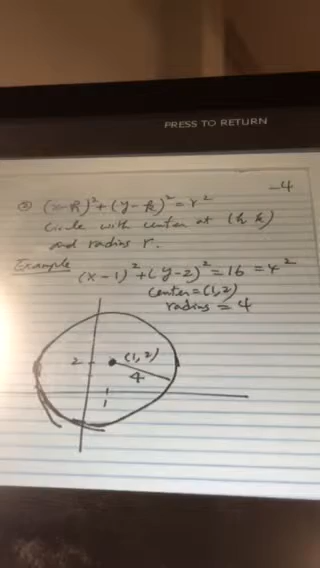 PRESS TO RETURN
-4
③ (x-h)²+(y-k)²=r²
Circle with center at (h,k)
and radius r.
Example
(x-1)²+(y-2)²=16=4²
center=(1,2)
radius=4
2
(1,2)
4
1